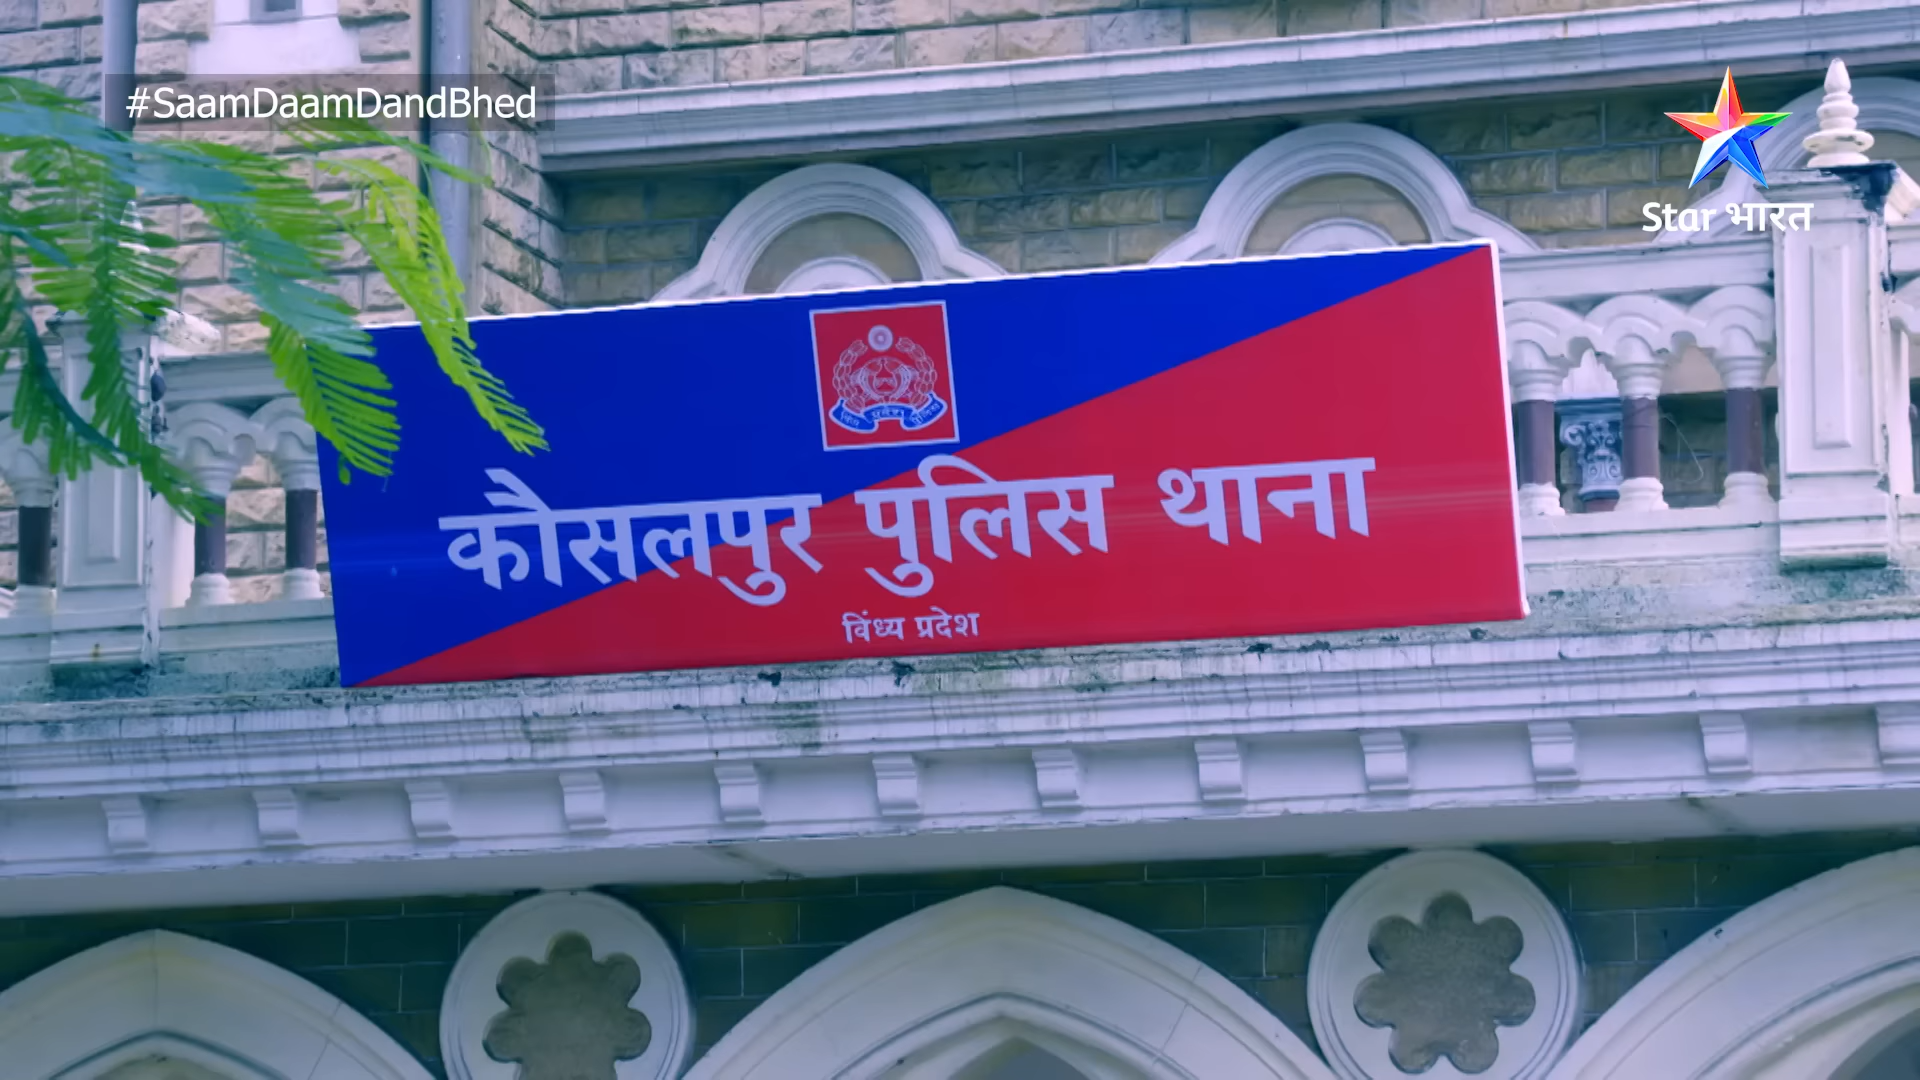 #SaamDaamDandBhed
Star भारत
कौसलपुर पुलिस थाना
विंध्य प्रदेश